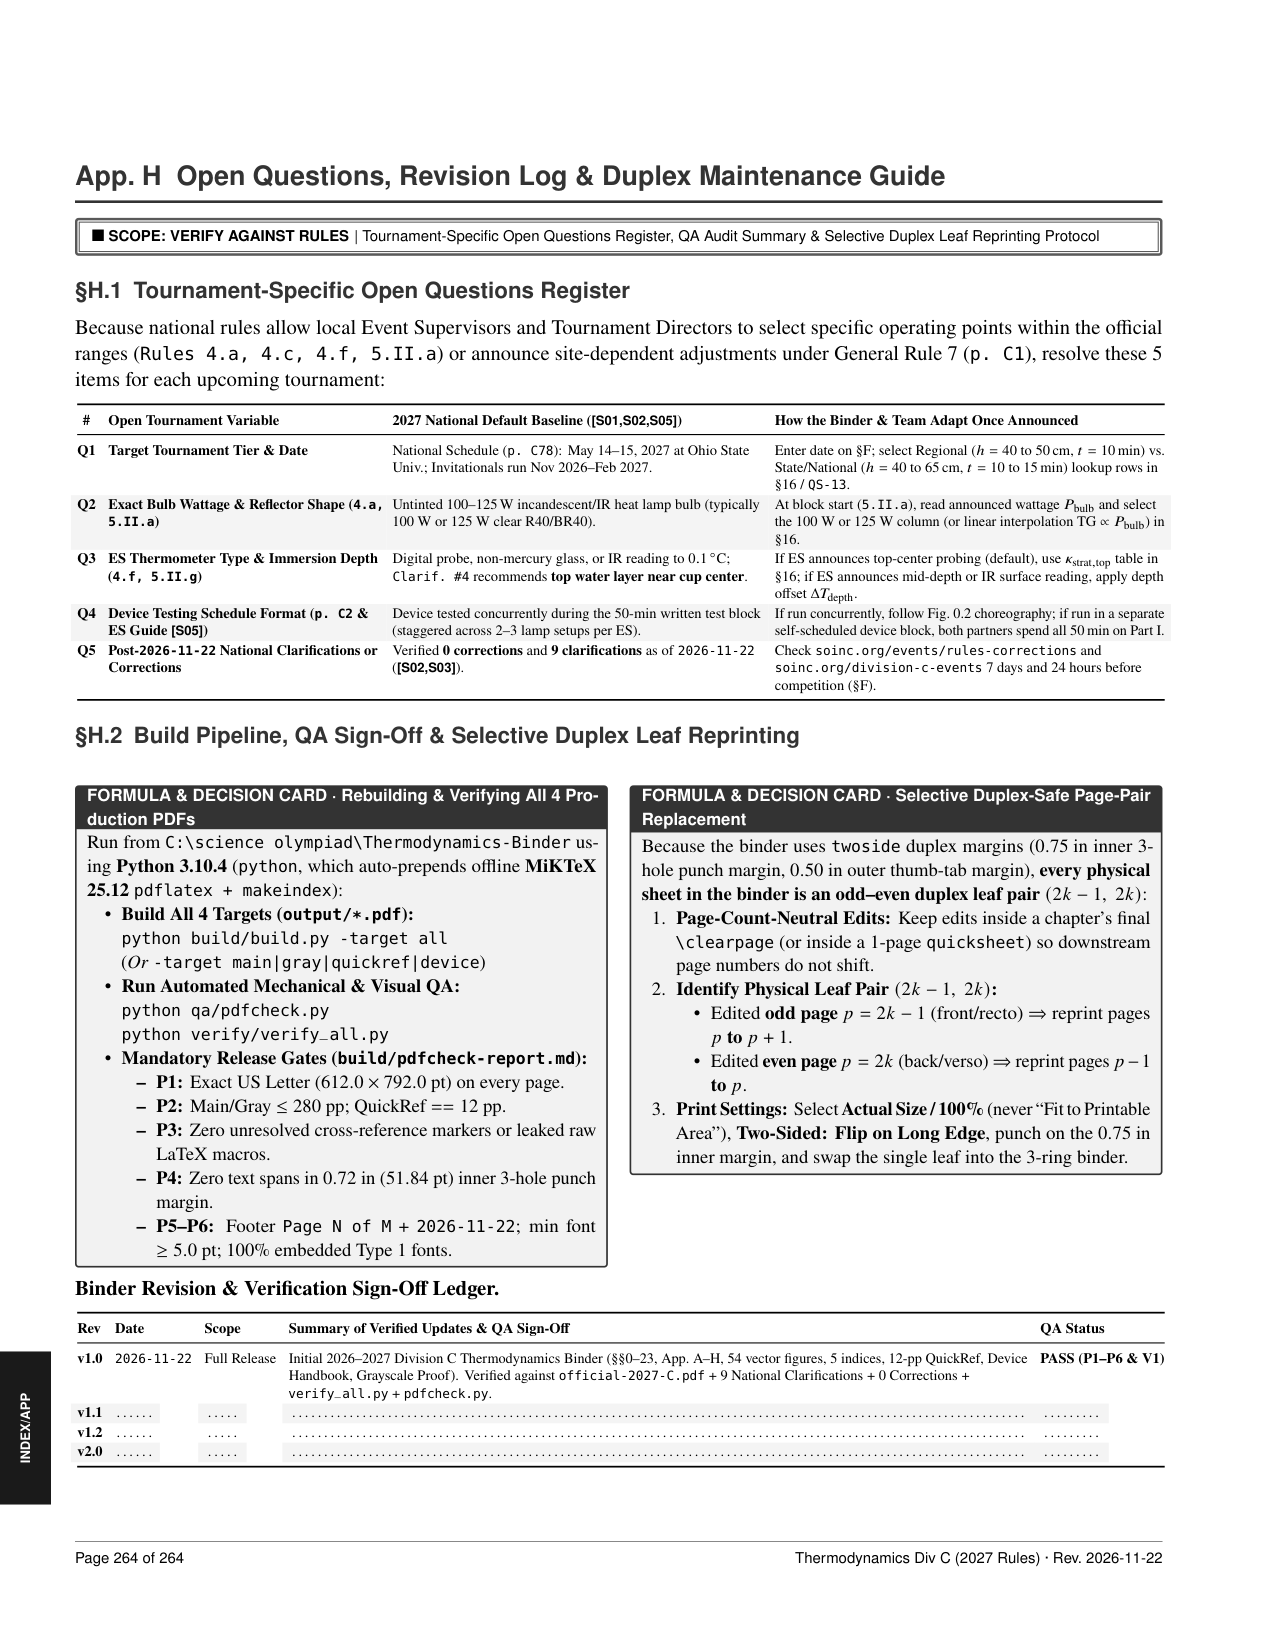 App. H Open Questions, Revision Log & Duplex Maintenance Guide
■ SCOPE: VERIFY AGAINST RULES | Tournament-Specific Open Questions Register, QA Audit Summary & Selective Duplex Leaf Reprinting Protocol
§H.1 Tournament-Specific Open Questions Register
Because national rules allow local Event Supervisors and Tournament Directors to select specific operating points within the official
ranges (Rules 4.a, 4.c, 4.f, 5.II.a) or announce site-dependent adjustments under General Rule 7 (p. C1), resolve these 5
items for each upcoming tournament:
# Open Tournament Variable 2027 National Default Baseline ([S01,S02,S05]) How the Binder & Team Adapt Once Announced
Q1 Target Tournament Tier & Date National Schedule (p. C78): May 14–15, 2027 at Ohio State Enter date on §F; select Regional (h = 40 to 50 cm, t = 10 min) vs.
Univ.; Invitationals run Nov 2026–Feb 2027. State/National (h = 40 to 65 cm, t = 10 to 15 min) lookup rows in
§16 / QS-13.
Q2 Exact Bulb Wattage & Reflector Shape (4.a, Untinted 100–125 W incandescent/IR heat lamp bulb (typically At block start (5.II.a), read announced wattage Pbulb and select
5.II.a) 100 W or 125 W clear R40/BR40). the 100 W or 125 W column (or linear interpolation TG ∝ Pbulb) in
§16.
Q3 ES Thermometer Type & Immersion Depth Digital probe, non-mercury glass, or IR reading to 0.1 °C; If ES announces top-center probing (default), use κstrat,top table in
(4.f, 5.II.g) Clarif. #4 recommends top water layer near cup center. §16; if ES announces mid-depth or IR surface reading, apply depth
offset ΔTdepth.
Q4 Device Testing Schedule Format (p. C2 & Device tested concurrently during the 50-min written test block If run concurrently, follow Fig. 0.2 choreography; if run in a separate
ES Guide [S05]) (staggered across 2–3 lamp setups per ES). self-scheduled device block, both partners spend all 50 min on Part I.
Q5 Post-2026-11-22 National Clarifications or Verified 0 corrections and 9 clarifications as of 2026-11-22 Check soinc.org/events/rules-corrections and
Corrections ([S02,S03]). soinc.org/division-c-events 7 days and 24 hours before
competition (§F).
§H.2 Build Pipeline, QA Sign-Off & Selective Duplex Leaf Reprinting
FORMULA & DECISION CARD · Rebuilding & Verifying All 4 Pro-
duction PDFs
Run from C:\science olympiad\Thermodynamics-Binder us-
ing Python 3.10.4 (python, which auto-prepends offline MiKTeX
25.12 pdflatex + makeindex):
• Build All 4 Targets (output/*.pdf):
python build/build.py -target all
(Or -target main|gray|quickref|device)
• Run Automated Mechanical & Visual QA:
python qa/pdfcheck.py
python verify/verify_all.py
• Mandatory Release Gates (build/pdfcheck-report.md):
– P1: Exact US Letter (612.0 × 792.0 pt) on every page.
– P2: Main/Gray ≤ 280 pp; QuickRef == 12 pp.
– P3: Zero unresolved cross-reference markers or leaked raw
LaTeX macros.
– P4: Zero text spans in 0.72 in (51.84 pt) inner 3-hole punch
margin.
– P5–P6: Footer Page N of M + 2026-11-22; min font
≥ 5.0 pt; 100% embedded Type 1 fonts.
FORMULA & DECISION CARD · Selective Duplex-Safe Page-Pair
Replacement
Because the binder uses twoside duplex margins (0.75 in inner 3-
hole punch margin, 0.50 in outer thumb-tab margin), every physical
sheet in the binder is an odd–even duplex leaf pair (2k − 1, 2k):
1. Page-Count-Neutral Edits: Keep edits inside a chapter’s final
\clearpage (or inside a 1-page quicksheet) so downstream
page numbers do not shift.
2. Identify Physical Leaf Pair (2k − 1, 2k):
• Edited odd page p = 2k − 1 (front/recto) ⇒ reprint pages
p to p + 1.
• Edited even page p = 2k (back/verso) ⇒ reprint pages p − 1
to p.
3. Print Settings: Select Actual Size / 100% (never “Fit to Printable
Area”), Two-Sided: Flip on Long Edge, punch on the 0.75 in
inner margin, and swap the single leaf into the 3-ring binder.
Binder Revision & Verification Sign-Off Ledger.
Rev Date Scope Summary of Verified Updates & QA Sign-Off QA Status
v1.0 2026-11-22 Full Release Initial 2026–2027 Division C Thermodynamics Binder (§§0–23, App. A–H, 54 vector figures, 5 indices, 12-pp QuickRef, Device PASS (P1–P6 & V1)
Handbook, Grayscale Proof). Verified against official-2027-C.pdf + 9 National Clarifications + 0 Corrections +
verify_all.py + pdfcheck.py.
v1.1
v1.2
v2.0
INDEX/APP
Page 264 of 264 Thermodynamics Div C (2027 Rules) · Rev. 2026-11-22